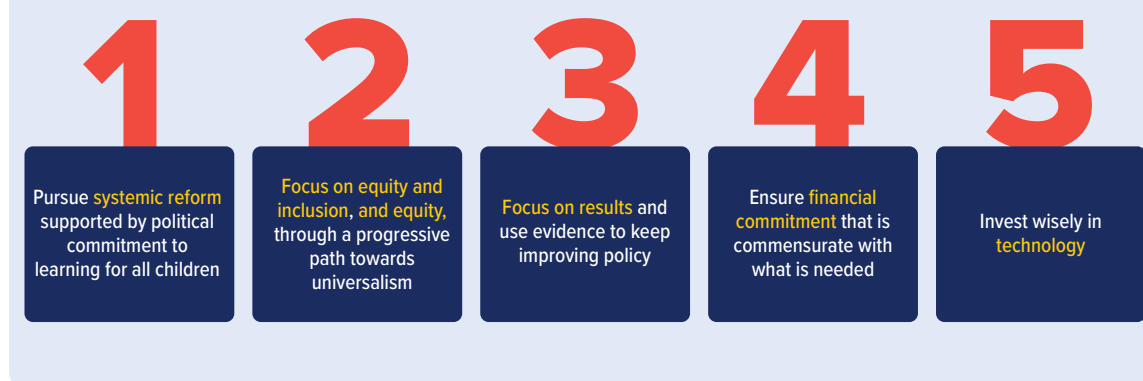 1
Pursue systemic reform
supported by political
commitment to
learning for all children
2
Focus on equity and
inclusion, and equity,
through a progressive
path towards
universalism
3
Focus on results and
use evidence to keep
improving policy
4
Ensure financial
commitment that is
commensurate with
what is needed
5
Invest wisely in
technology